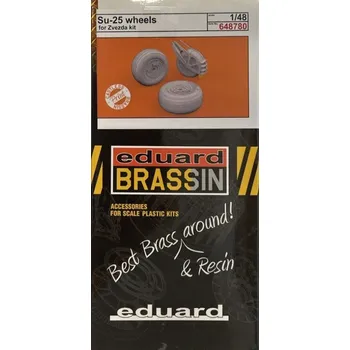 Su-25 wheels
for Zvezda kit
1/48
648780
eduard
BRASSIN
ACCESSORIES
FOR SCALE PLASTIC KITS
Best Brass around!
& Resin
eduard